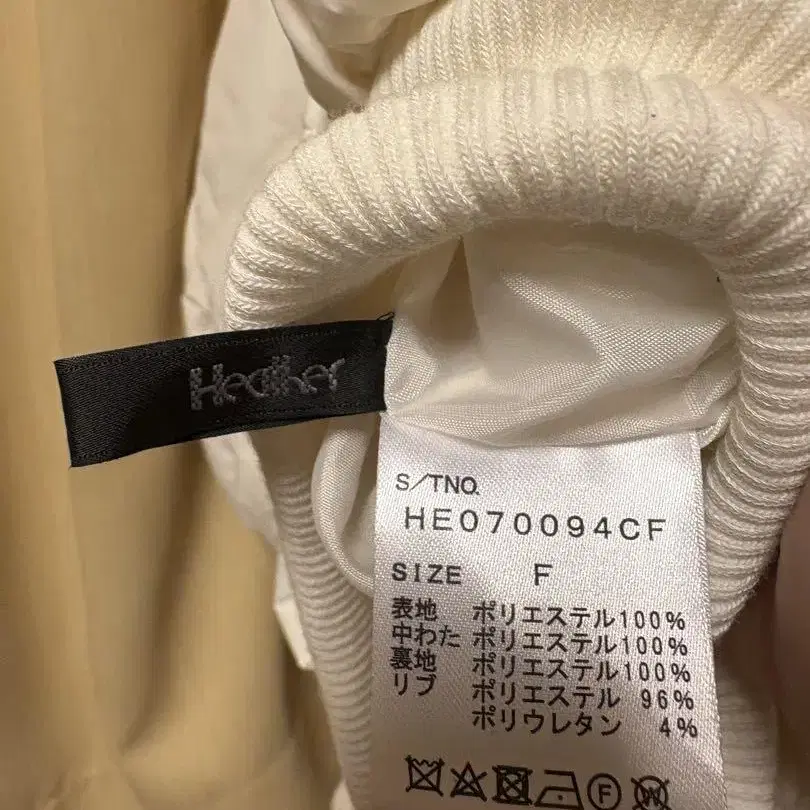 Heather
S/TNO.
HE070094CF
SIZE F
表地 ポリエステル100%
中わた ポリエステル100%
裏地 ポリエステル100%
リブ ポリエステル 96%
ポリウレタン 4%
F